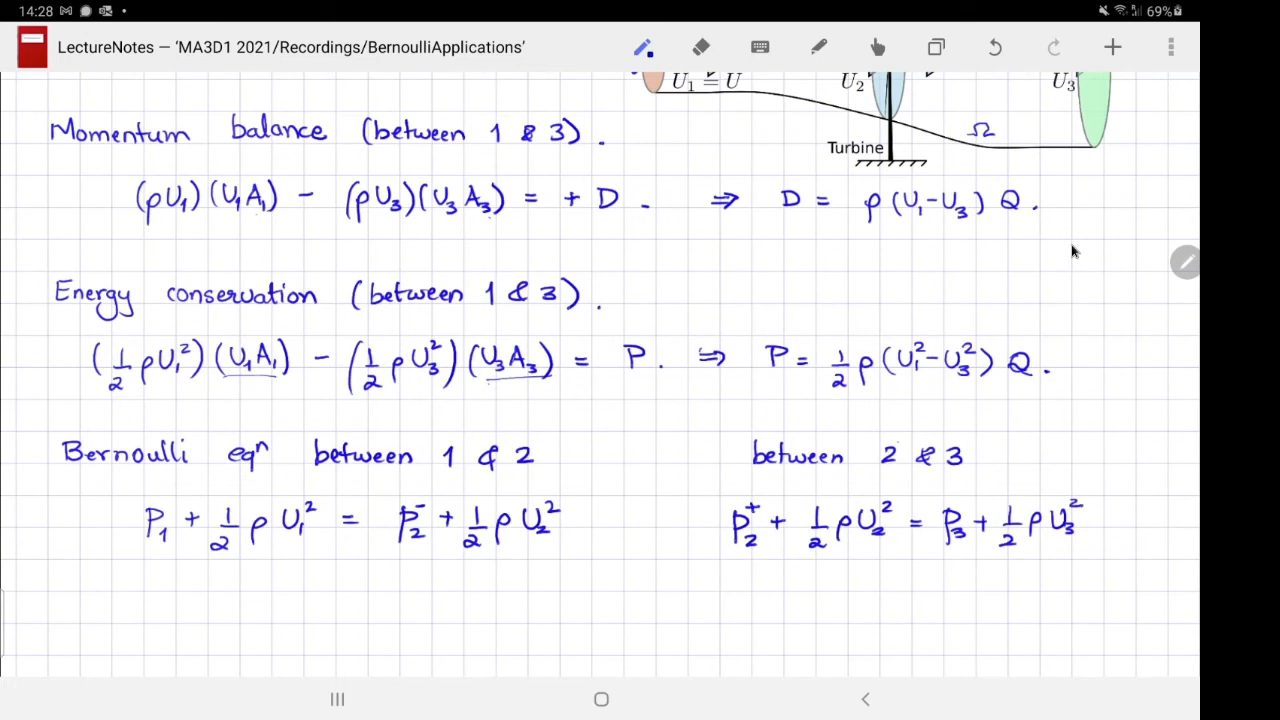 14:28 69%
LectureNotes — ‘MA3D1 2021/Recordings/BernoulliApplications’
U₁ = U U₂ U₃
Momentum balance (between 1 & 3).
Ω
Turbine
(ρU₁)(U₁A₁) − (ρU₃)(U₃A₃) = + D. ⇒ D = ρ(U₁−U₃) Q.
Energy conservation (between 1 & 3).
(½ρU₁²)(U₁A₁) − (½ρU₃²)(U₃A₃) = P. ⇒ P = ½ρ(U₁²−U₃²) Q.
Bernoulli eqⁿ between 1 & 2 between 2 & 3
P₁ + ½ρU₁² = P₂⁻ + ½ρU₂² P₂⁺ + ½ρU₂² = P₃ + ½ρU₃²